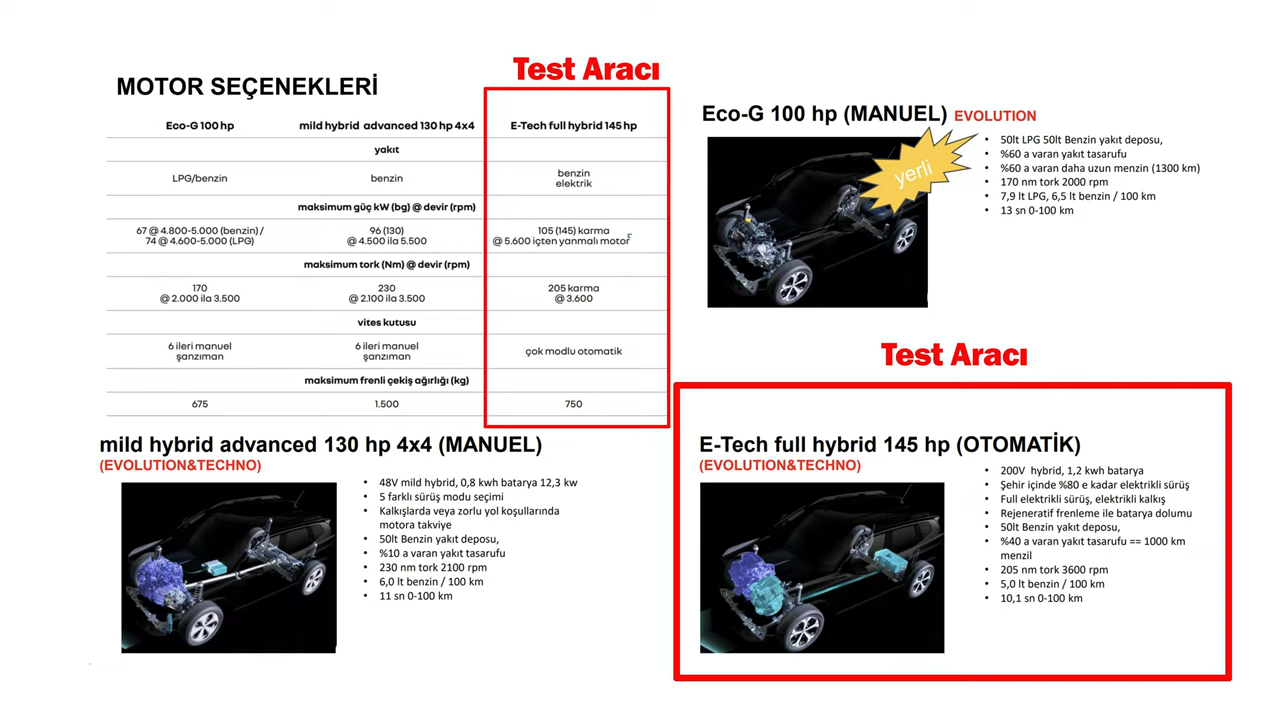 Test Aracı
MOTOR SEÇENEKLERİ
Eco-G 100 hp mild hybrid advanced 130 hp 4x4 E-Tech full hybrid 145 hp
yakıt
LPG/benzin benzin benzin
elektrik
maksimum güç kW (bg) @ devir (rpm)
67 @ 4.800-5.000 (benzin) / 96 (130) 105 (145) karma
74 @ 4.600-5.000 (LPG) @ 4.500 ila 5.500 @ 5.600 içten yanmalı motor
maksimum tork (Nm) @ devir (rpm)
170 230 205 karma
@ 2.000 ila 3.500 @ 2.100 ila 3.500 @ 3.600
vites kutusu
6 ileri manuel 6 ileri manuel çok modlu otomatik
şanzıman şanzıman
maksimum frenli çekiş ağırlığı (kg)
675 1.500 750
Eco-G 100 hp (MANUEL) EVOLUTION
yerli
• 50lt LPG 50lt Benzin yakıt deposu,
• %60 a varan yakıt tasarufu
• %60 a varan daha uzun menzin (1300 km)
• 170 nm tork 2000 rpm
• 7,9 lt LPG, 6,5 lt benzin / 100 km
• 13 sn 0-100 km
mild hybrid advanced 130 hp 4x4 (MANUEL)
(EVOLUTION&TECHNO)
• 48V mild hybrid, 0,8 kwh batarya 12,3 kw
• 5 farklı sürüş modu seçimi
• Kalkışlarda veya zorlu yol koşullarında
motora takviye
• 50lt Benzin yakıt deposu,
• %10 a varan yakıt tasarufu
• 230 nm tork 2100 rpm
• 6,0 lt benzin / 100 km
• 11 sn 0-100 km
Test Aracı
E-Tech full hybrid 145 hp (OTOMATİK)
(EVOLUTION&TECHNO)
• 200V hybrid, 1,2 kwh batarya
• Şehir içinde %80 e kadar elektrikli sürüş
• Full elektrikli sürüş, elektrikli kalkış
• Rejeneratif frenleme ile batarya dolumu
• 50lt Benzin yakıt deposu,
• %40 a varan yakıt tasarufu == 1000 km
menzil
• 205 nm tork 3600 rpm
• 5,0 lt benzin / 100 km
• 10,1 sn 0-100 km